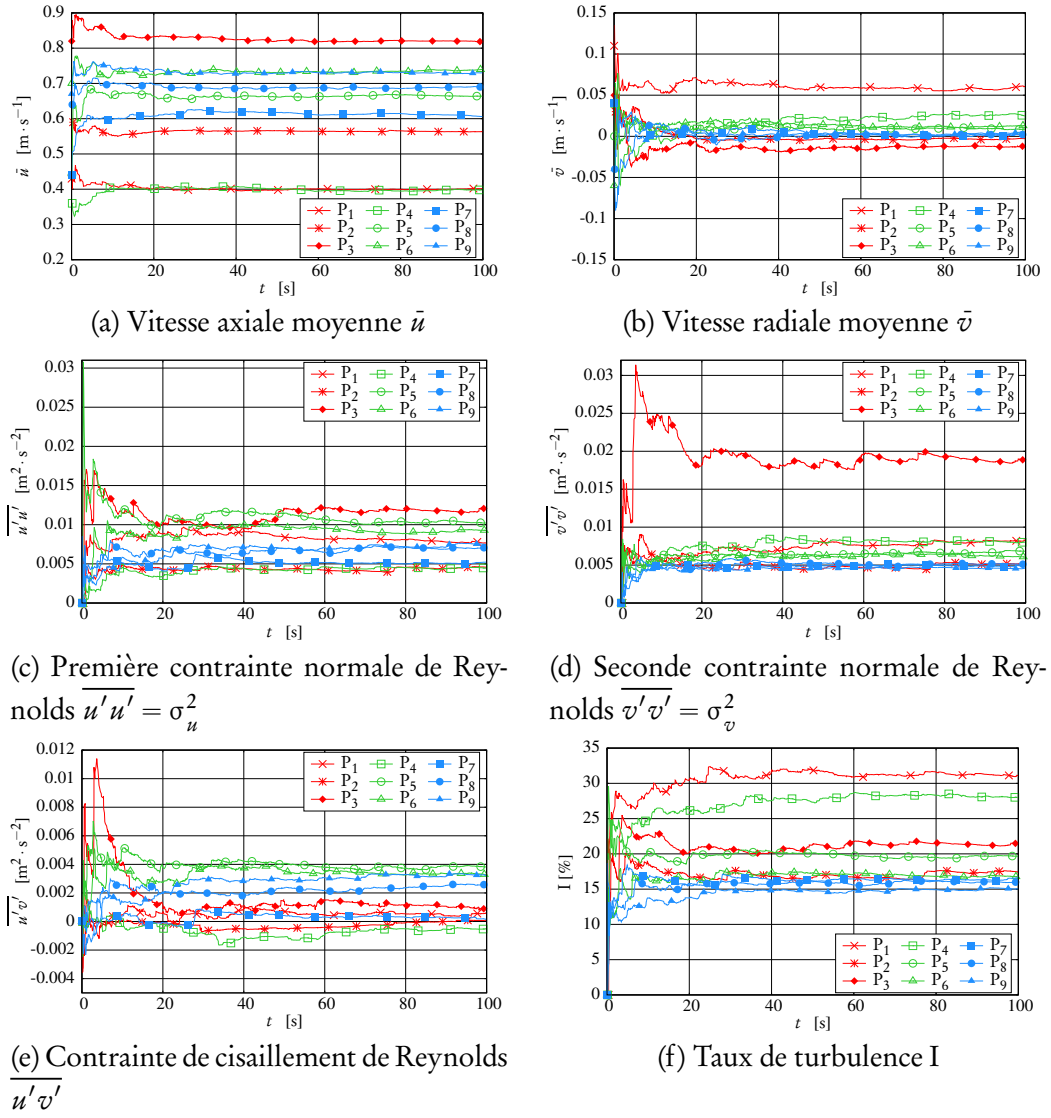 0.9
0.8
0.7
0.6
0.5
0.4
0.3
0.2
ū [m·s⁻¹]
P₁ P₄ P₇
P₂ P₅ P₈
P₃ P₆ P₉
0 20 40 60 80 100
t [s]
(a) Vitesse axiale moyenne ū
0.15
0.1
0.05
0
-0.05
-0.1
-0.15
v̄ [m·s⁻¹]
P₁ P₄ P₇
P₂ P₅ P₈
P₃ P₆ P₉
0 20 40 60 80 100
t [s]
(b) Vitesse radiale moyenne v̄
0.03
0.025
0.02
0.015
0.01
0.005
0
u'u' [m²·s⁻²]
P₁ P₄ P₇
P₂ P₅ P₈
P₃ P₆ P₉
0 20 40 60 80 100
t [s]
(c) Première contrainte normale de Rey-
nolds u'u' = σ²ᵤ
0.03
0.025
0.02
0.015
0.01
0.005
0
v'v' [m²·s⁻²]
P₁ P₄ P₇
P₂ P₅ P₈
P₃ P₆ P₉
0 20 40 60 80 100
t [s]
(d) Seconde contrainte normale de Rey-
nolds v'v' = σ²ᵥ
0.012
0.01
0.008
0.006
0.004
0.002
0
-0.002
-0.004
u'v' [m²·s⁻²]
P₁ P₄ P₇
P₂ P₅ P₈
P₃ P₆ P₉
0 20 40 60 80 100
t [s]
(e) Contrainte de cisaillement de Reynolds
u'v'
35
30
25
20
15
10
5
0
I [%]
P₁ P₄ P₇
P₂ P₅ P₈
P₃ P₆ P₉
0 20 40 60 80 100
t [s]
(f) Taux de turbulence I